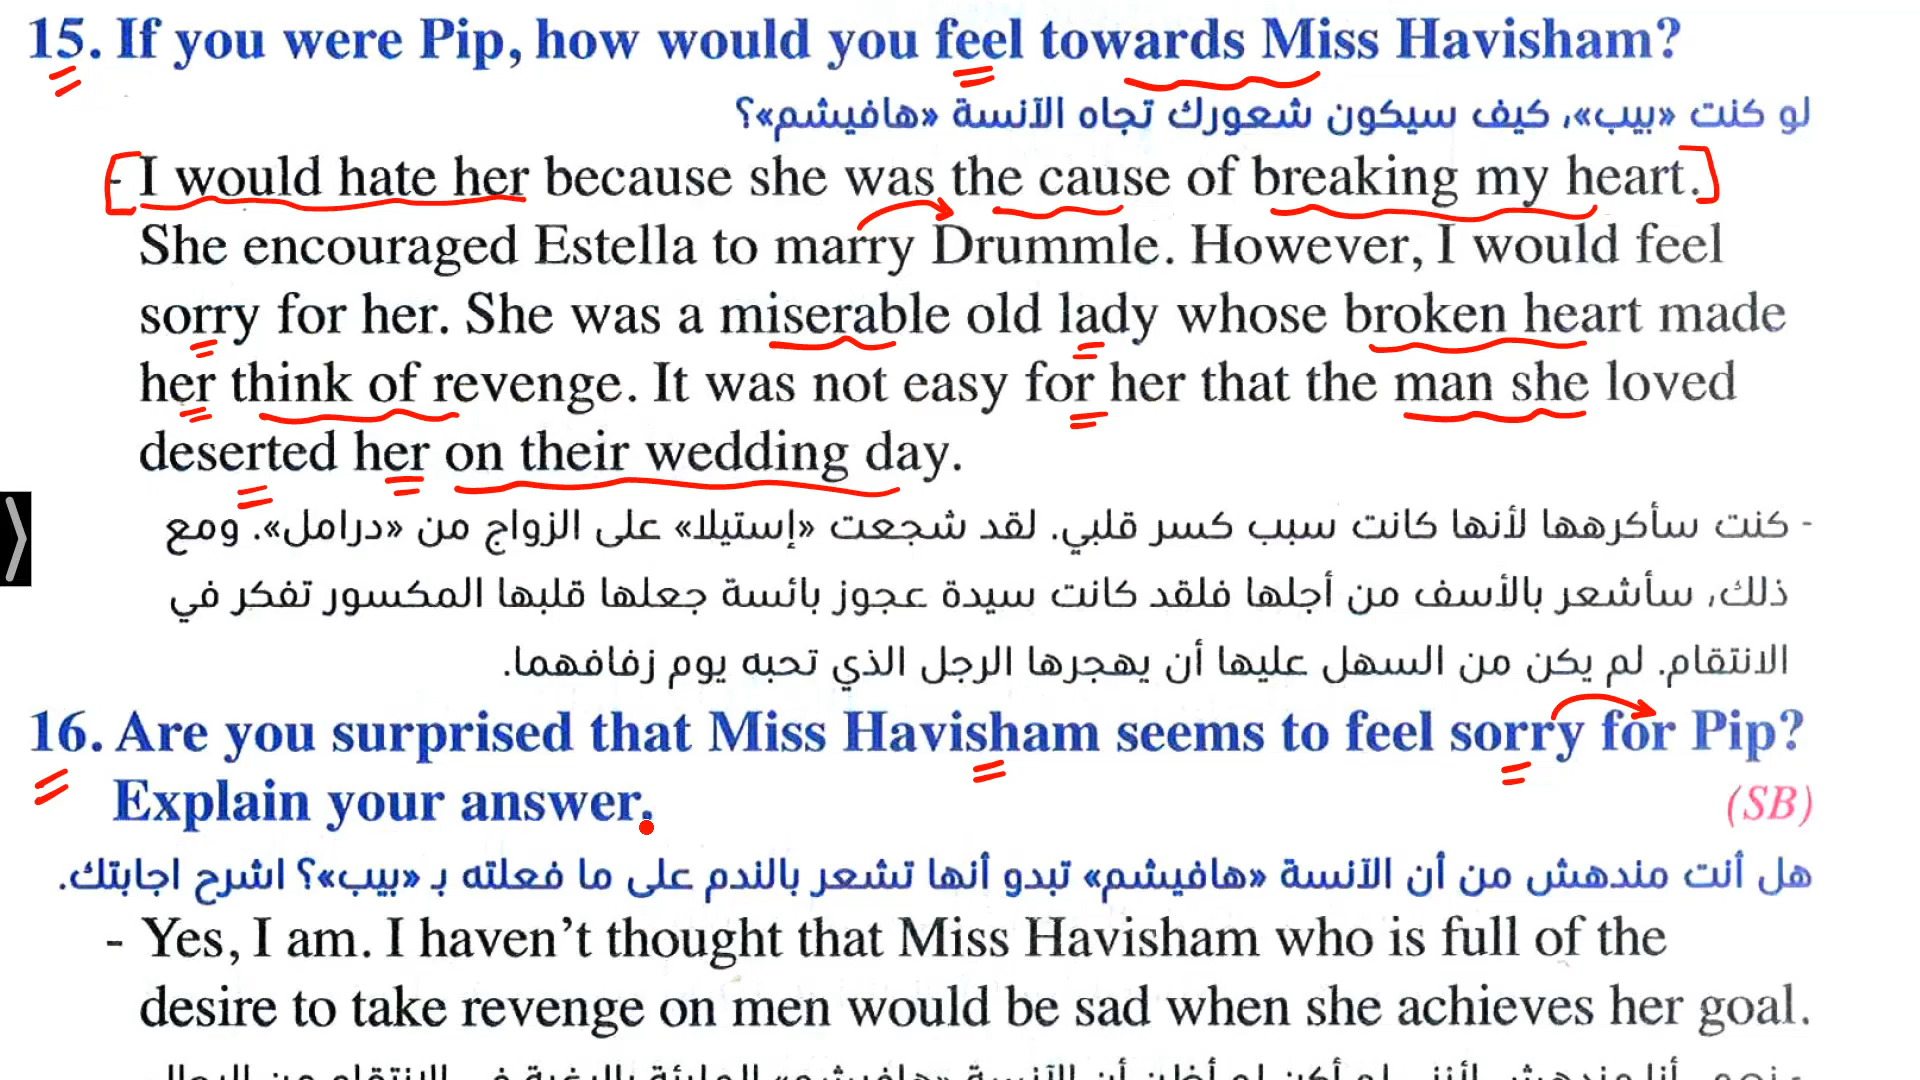 15. If you were Pip, how would you feel towards Miss Havisham?
لو كنت «بيب»، كيف سيكون شعورك تجاه الآنسة «هافيشم»؟
- I would hate her because she was the cause of breaking my heart.
She encouraged Estella to marry Drummle. However, I would feel
sorry for her. She was a miserable old lady whose broken heart made
her think of revenge. It was not easy for her that the man she loved
deserted her on their wedding day.
- كنت سأكرهها لأنها كانت سبب كسر قلبي. لقد شجعت «إستيلا» على الزواج من «درامل». ومع
ذلك، سأشعر بالأسف من أجلها فلقد كانت سيدة عجوز بائسة جعلها قلبها المكسور تفكر في
الانتقام. لم يكن من السهل عليها أن يهجرها الرجل الذي تحبه يوم زفافهما.
16. Are you surprised that Miss Havisham seems to feel sorry for Pip?
Explain your answer.
(SB)
هل أنت مندهش من أن الآنسة «هافيشم» تبدو أنها تشعر بالندم على ما فعلته بـ «بيب»؟ اشرح اجابتك.
- Yes, I am. I haven't thought that Miss Havisham who is full of the
desire to take revenge on men would be sad when she achieves her goal.